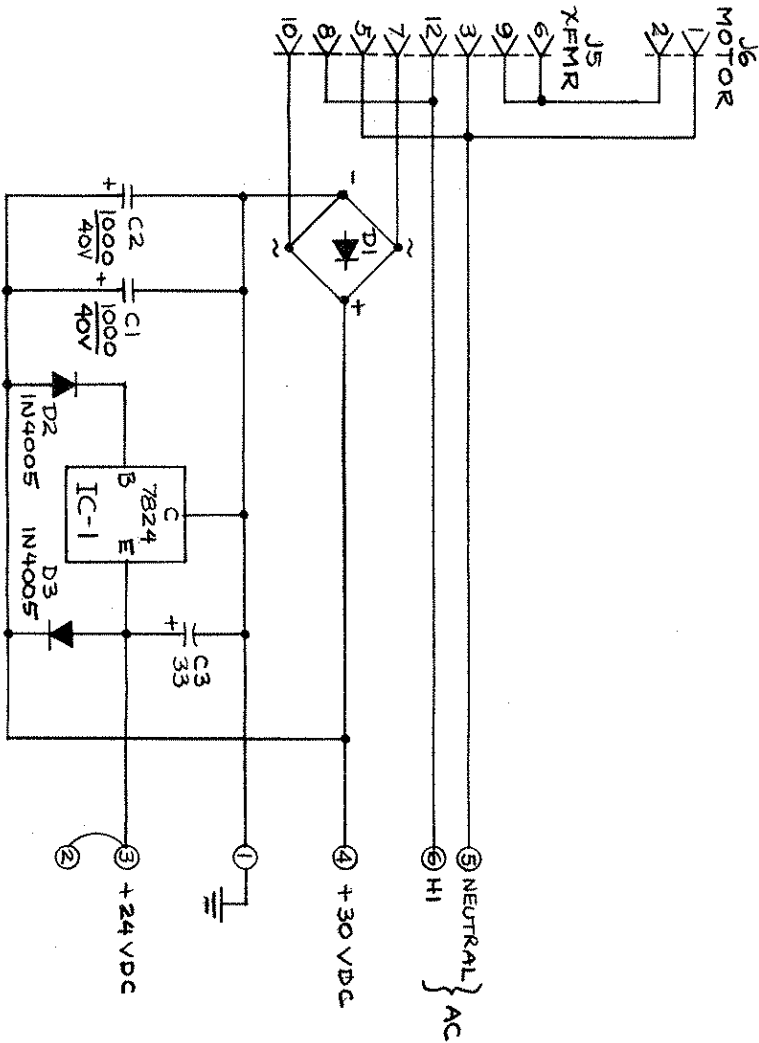 J6
MOTOR
1
2
J5
XFMR
6
9
3
12
7
5
8
10
5 NEUTRAL
6 HI
AC
D1
~
~
-
+
4 +30 VDC
1
C2
1000
40V
+
C1
1000
40V
+
D2
1N4005
B
C
7824
E
IC-1
D3
1N4005
C3
33
+
3 +24 VDC
2